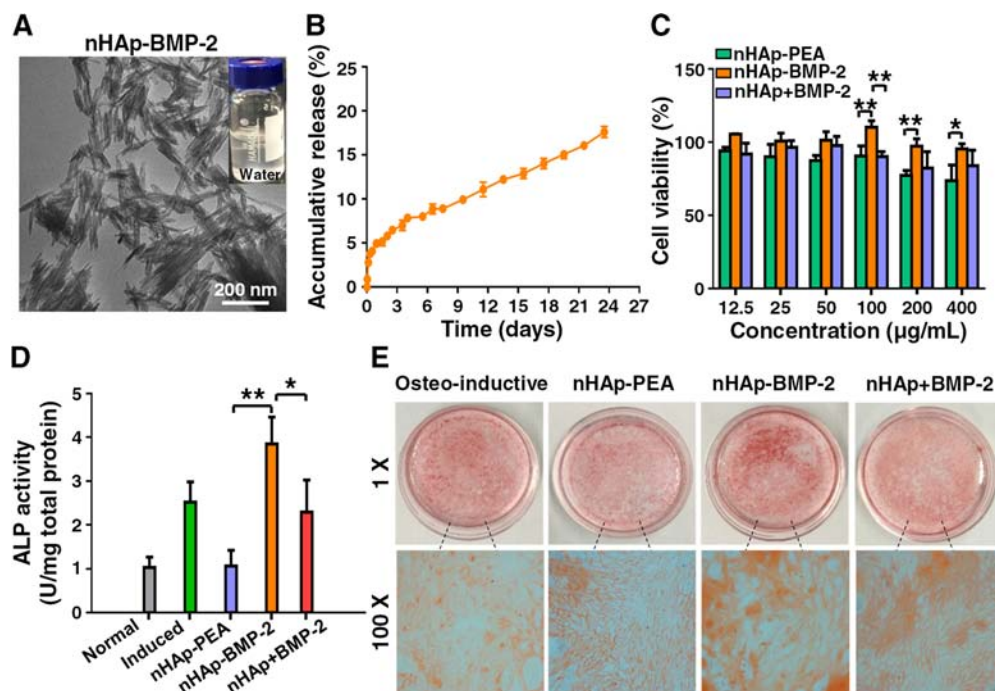 A
nHAp-BMP-2
Water
200 nm
B
Accumulative release (%)
25
20
15
10
5
0
0 3 6 9 12 15 18 21 24 27
Time (days)
C
nHAp-PEA
nHAp-BMP-2
nHAp+BMP-2
Cell viability (%)
150
100
50
0
**
**
**
*
12.5 25 50 100 200 400
Concentration (µg/mL)
D
ALP activity
(U/mg total protein)
5
4
3
2
1
0
**
*
Normal
Induced
nHAp-PEA
nHAp-BMP-2
nHAp+BMP-2
E
Osteo-inductive nHAp-PEA nHAp-BMP-2 nHAp+BMP-2
1 X
100 X